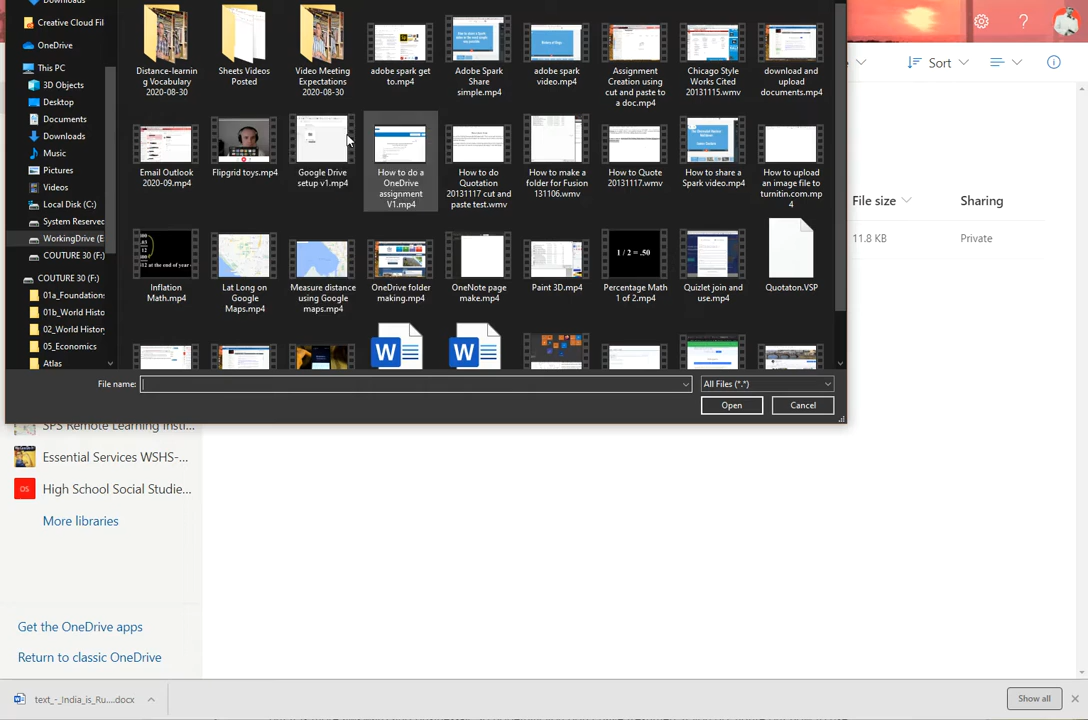 Downloads
Creative Cloud Fil
OneDrive
This PC
3D Objects
Desktop
Documents
Downloads
Music
Pictures
Videos
Local Disk (C:)
System Reserved
WorkingDrive (E
COUTURE 30 (F:)
COUTURE 30 (F:)
01a_Foundations
01b_World Histo
02_World History
05_Economics
Atlas
Distance-learnin
g Vocabulary
2020-08-30
Sheets Videos
Posted
Video Meeting
Expectations
2020-08-30
adobe spark get
to.mp4
Adobe Spark
Share
simple.mp4
adobe spark
video.mp4
Assignment
Creation using
cut and paste to
a doc.mp4
Chicago Style
Works Cited
20131115.wmv
download and
upload
documents.mp4
Email Outlook
2020-09.mp4
Flipgrid toys.mp4
Google Drive
setup v1.mp4
How to do a
OneDrive
assignment
V1.mp4
How to do
Quotation
20131117 cut and
paste test.wmv
How to make a
folder for Fusion
131106.wmv
How to Quote
20131117.wmv
How to share a
Spark video.mp4
How to upload
an image file to
turnitin.com.mp
4
Inflation
Math.mp4
Lat Long on
Google
Maps.mp4
Measure distance
using Google
maps.mp4
OneDrive folder
making.mp4
OneNote page
make.mp4
Paint 3D.mp4
1 / 2 = .50
Percentage Math
1 of 2.mp4
Quizlet join and
use.mp4
Quotaton.VSP
File name:
All Files (*.*)
Open
Cancel
Sort
File size
Sharing
11.8 KB
Private
SPS Remote Learning Insti...
Essential Services WSHS-...
OS
High School Social Studie...
More libraries
Get the OneDrive apps
Return to classic OneDrive
text_-_India_is_Ru....docx
Show all